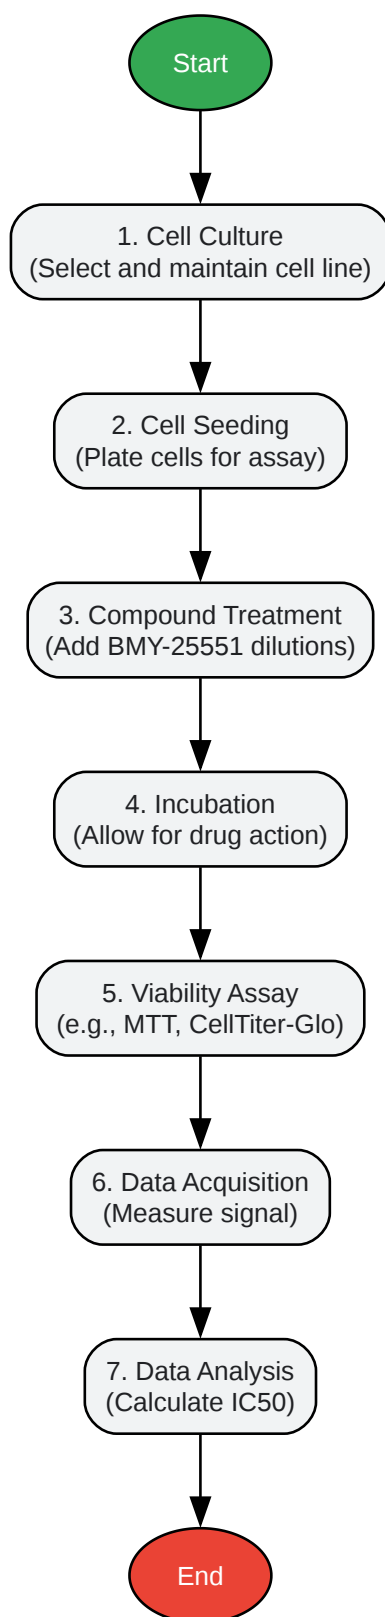 Start
1. Cell Culture
(Select and maintain cell line)
2. Cell Seeding
(Plate cells for assay)
3. Compound Treatment
(Add BMY-25551 dilutions)
4. Incubation
(Allow for drug action)
5. Viability Assay
(e.g., MTT, CellTiter-Glo)
6. Data Acquisition
(Measure signal)
7. Data Analysis
(Calculate IC50)
End